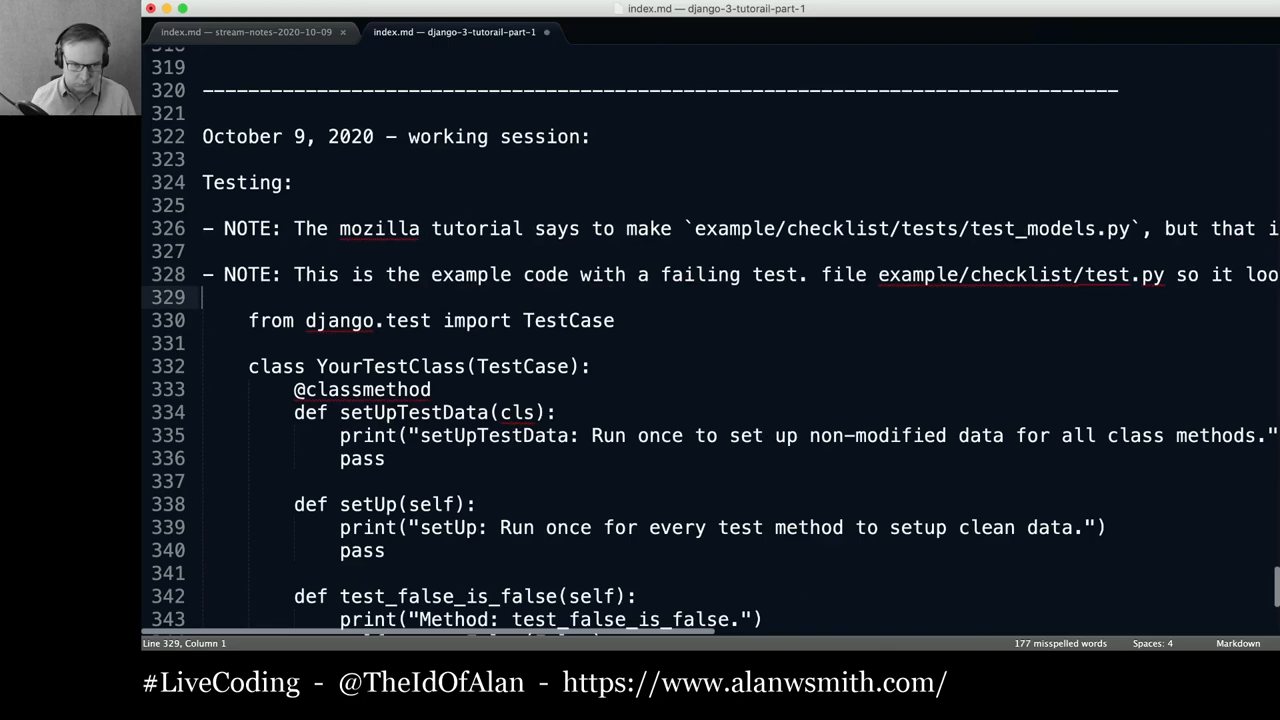 index.md — django-3-tutorail-part-1
index.md — stream-notes-2020-10-09 ×
index.md — django-3-tutorail-part-1
318
319
320 --------------------------------------------------------------------------------
321
322 October 9, 2020 - working session:
323
324 Testing:
325
326 - NOTE: The mozilla tutorial says to make `example/checklist/tests/test_models.py`, but that i
327
328 - NOTE: This is the example code with a failing test. file example/checklist/test.py so it loo
329
330 from django.test import TestCase
331
332 class YourTestClass(TestCase):
333 @classmethod
334 def setUpTestData(cls):
335 print("setUpTestData: Run once to set up non-modified data for all class methods."
336 pass
337
338 def setUp(self):
339 print("setUp: Run once for every test method to setup clean data.")
340 pass
341
342 def test_false_is_false(self):
343 print("Method: test_false_is_false.")
Line 329, Column 1 177 misspelled words Spaces: 4 Markdown
#LiveCoding - @TheIdOfAlan - https://www.alanwsmith.com/